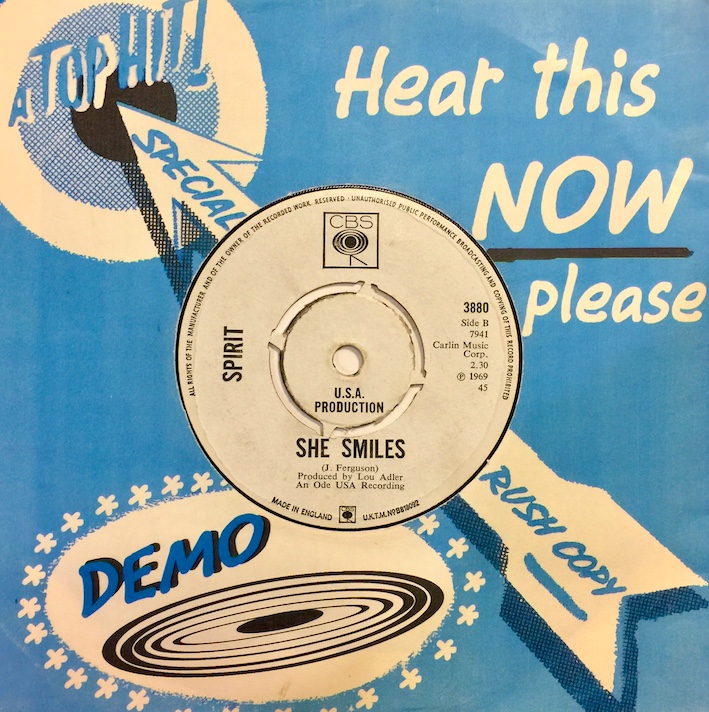 A TOP HIT!
SPECIAL
Hear this
NOW
please
ALL RIGHTS OF THE MANUFACTURER AND OF THE OWNER OF THE RECORDED WORK. RESERVED : UNAUTHORISED PUBLIC PERFORMANCE BROADCASTING AND COPYING OF THIS RECORD PROHIBITED
CBS
SPIRIT
3880
Side B
7941
Carlin Music
Corp.
2.30
℗ 1969
45
U.S.A.
PRODUCTION
SHE SMILES
(J. Ferguson)
Produced by Lou Adler
An Ode USA Recording
MADE IN ENGLAND
CBS
U.K.T.M.NºB818092
RUSH COPY
DEMO